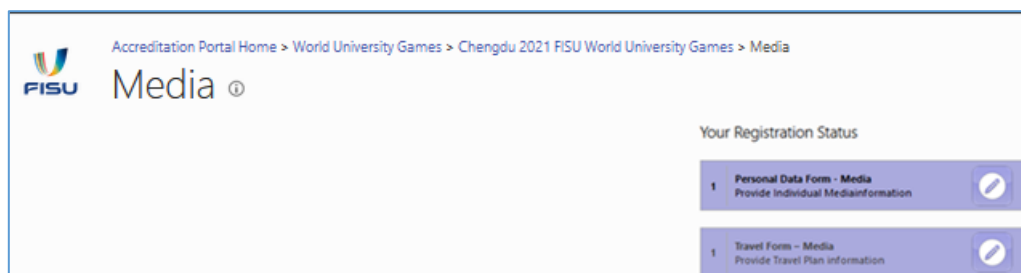 Accreditation Portal Home > World University Games > Chengdu 2021 FISU World University Games > Media
FISU
Media
Your Registration Status
1 Personal Data Form - Media
Provide Individual Mediainformation
1 Travel Form – Media
Provide Travel Plan information